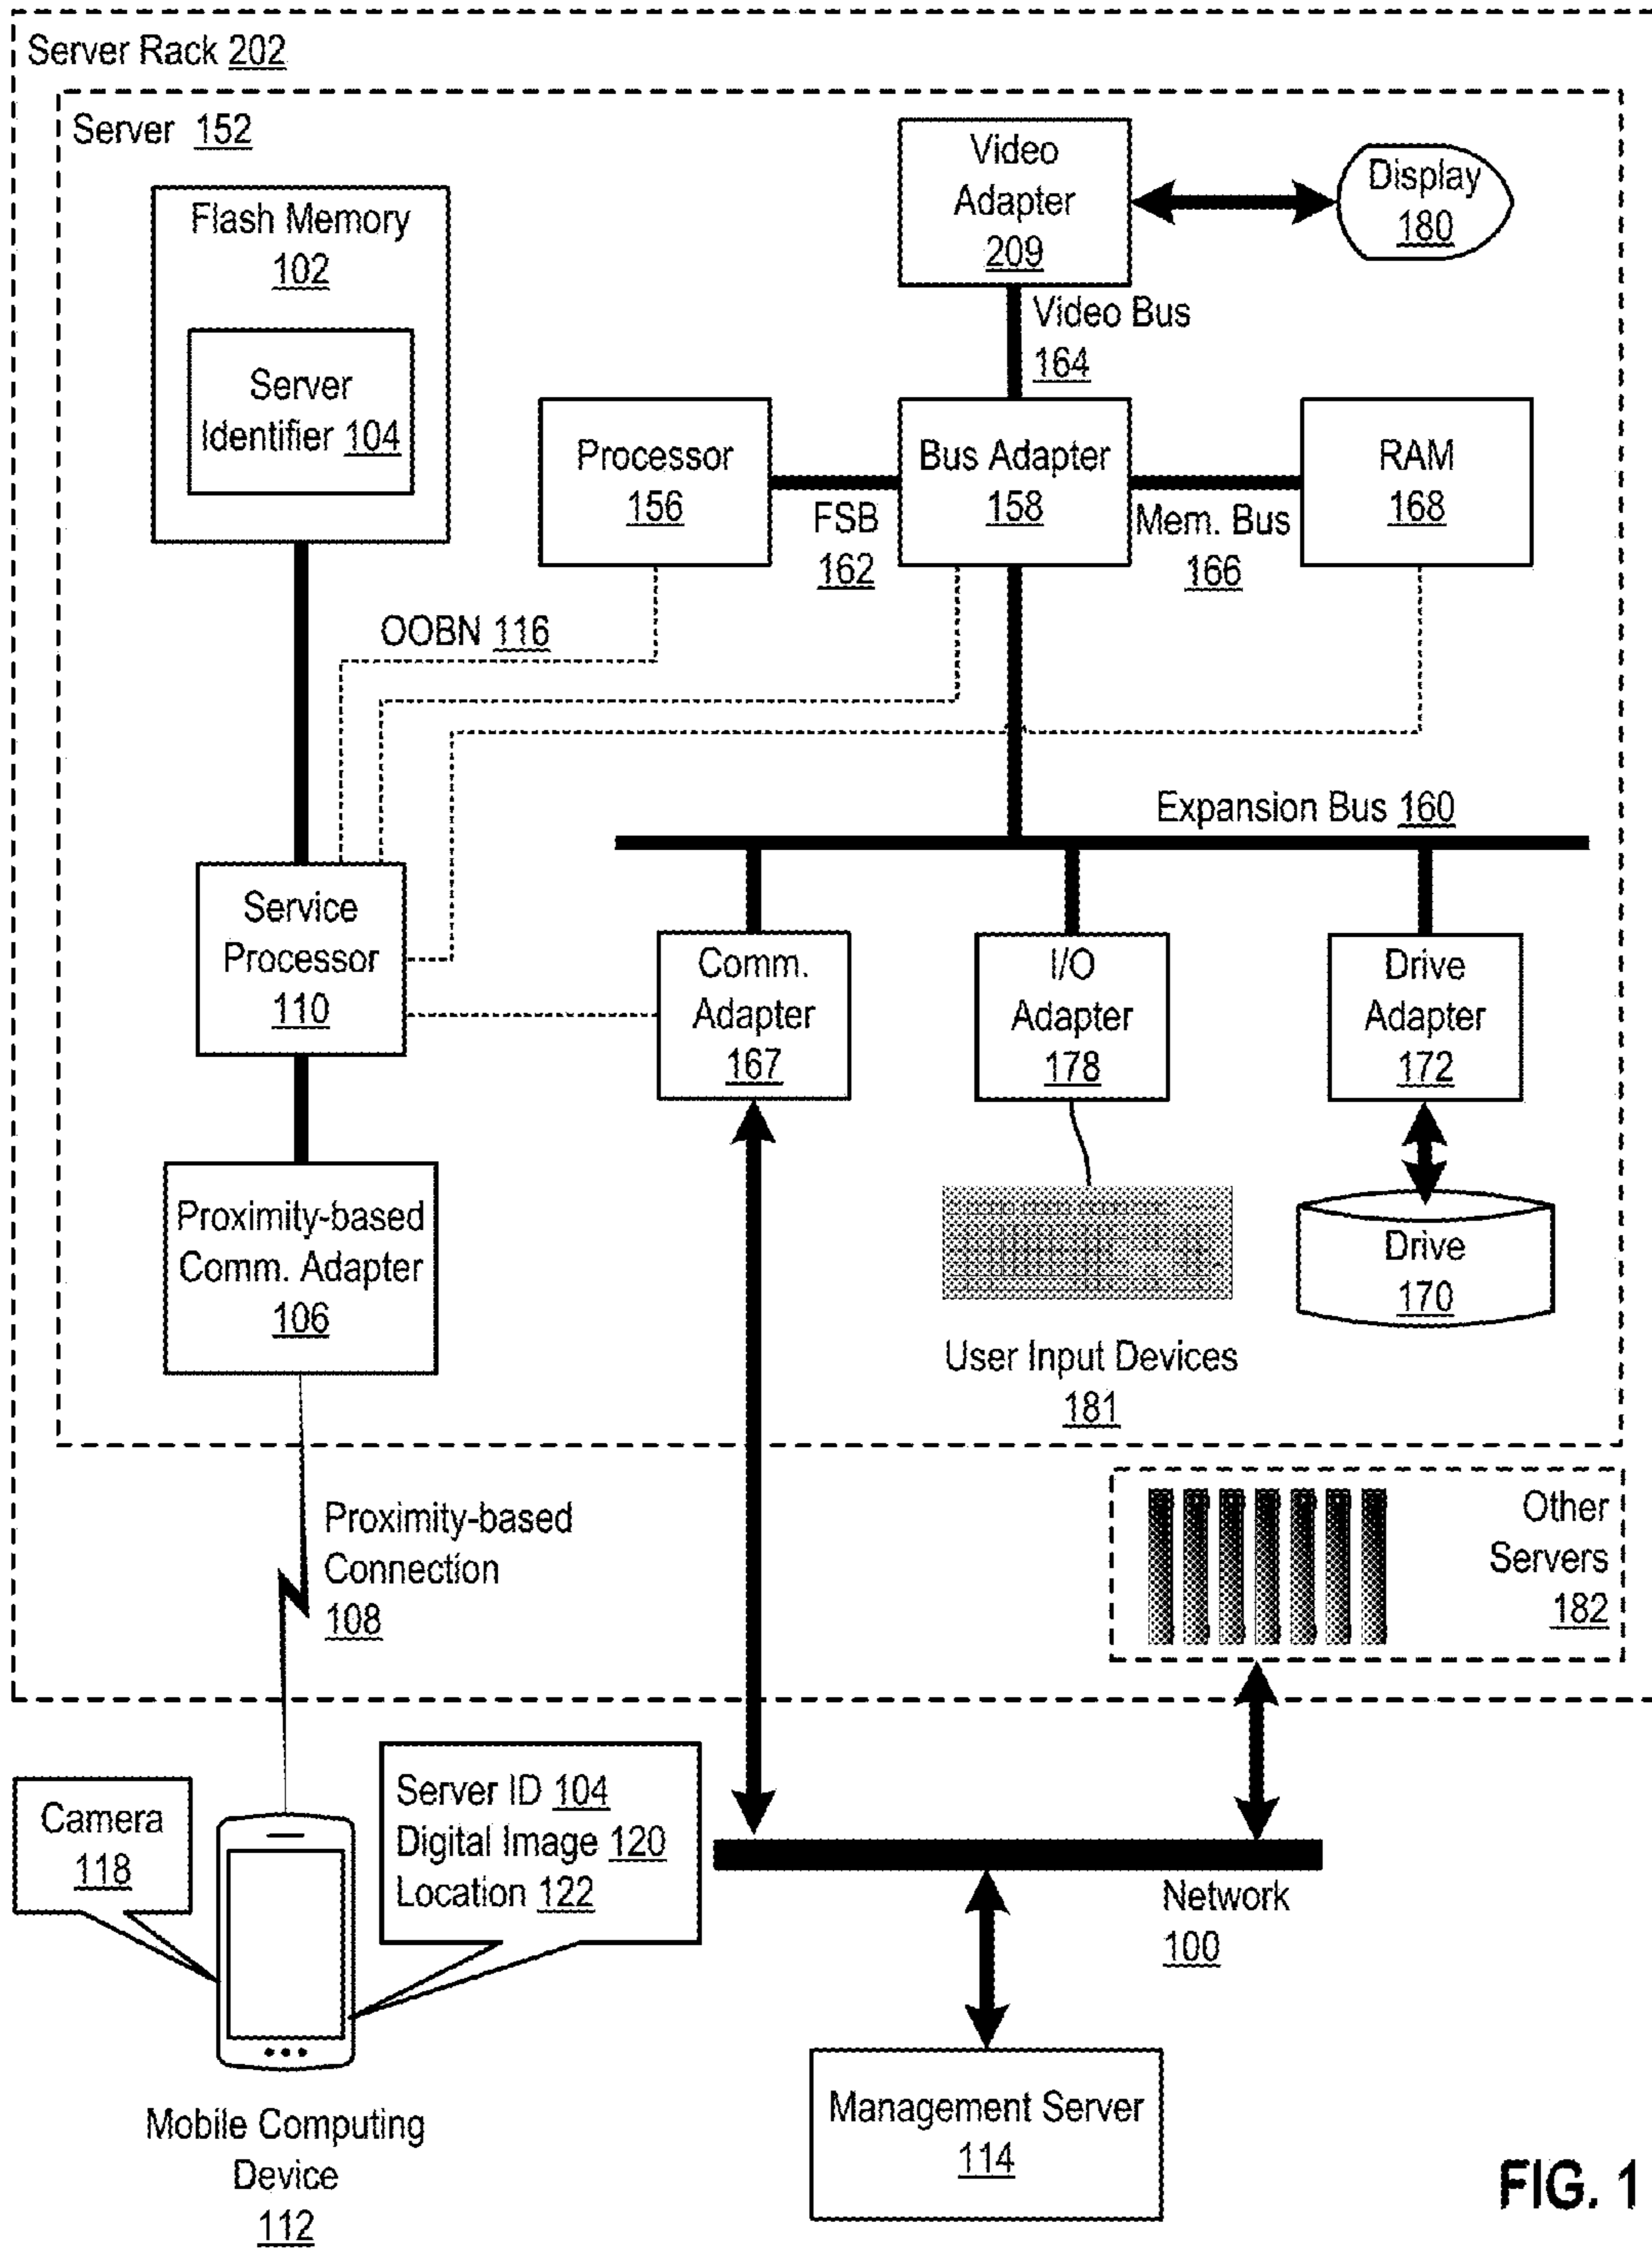 Server Rack 202
Server 152
Flash Memory
102
Server
Identifier 104
Video
Adapter
209
Display
180
Video Bus
164
Processor
156
FSB
162
Bus Adapter
158
Mem. Bus
166
RAM
168
OOBN 116
Expansion Bus 160
Service
Processor
110
Comm.
Adapter
167
I/O
Adapter
178
Drive
Adapter
172
Proximity-based
Comm. Adapter
106
User Input Devices
181
Drive
170
Proximity-based
Connection
108
Other
Servers
182
Camera
118
Server ID 104
Digital Image 120
Location 122
Network
100
Mobile Computing
Device
112
Management Server
114
FIG. 1